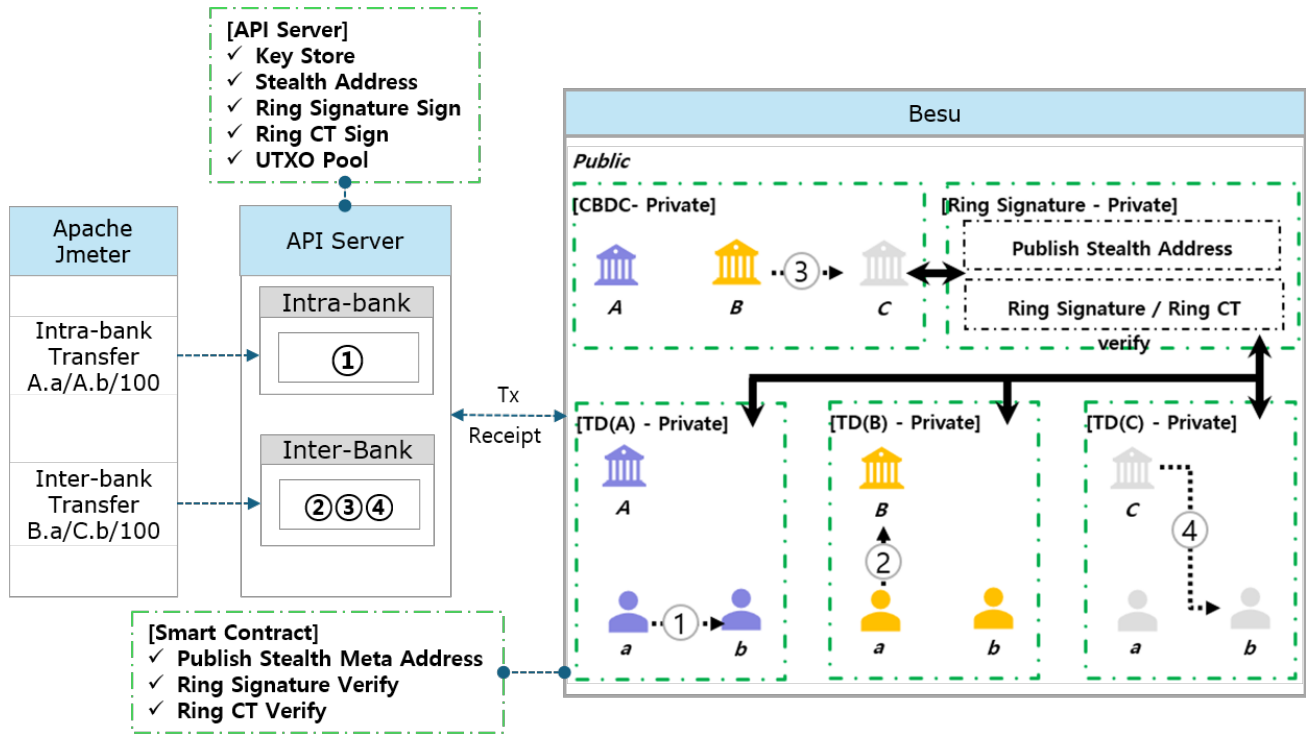 [API Server]
✓ Key Store
✓ Stealth Address
✓ Ring Signature Sign
✓ Ring CT Sign
✓ UTXO Pool
Apache
Jmeter
Intra-bank
Transfer
A.a/A.b/100
Inter-bank
Transfer
B.a/C.b/100
API Server
Intra-bank
①
Inter-Bank
②③④
Tx
Receipt
Besu
Public
[CBDC- Private]
A
B
③
C
[Ring Signature - Private]
Publish Stealth Address
Ring Signature / Ring CT
verify
[TD(A) - Private]
A
a
①
b
[TD(B) - Private]
B
②
a
b
[TD(C) - Private]
C
④
a
b
[Smart Contract]
✓ Publish Stealth Meta Address
✓ Ring Signature Verify
✓ Ring CT Verify